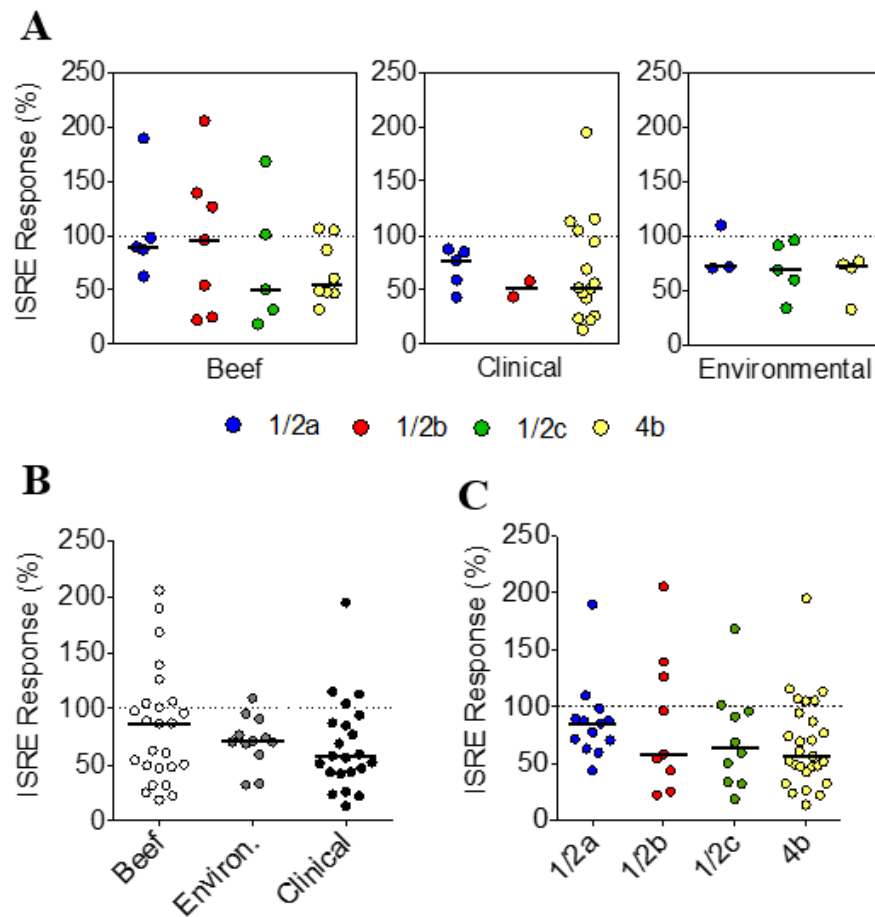 A
ISRE Response (%)
250
200
150
100
50
0
Beef
250
200
150
100
50
0
Clinical
250
200
150
100
50
0
Environmental
1/2a 1/2b 1/2c 4b
B
ISRE Response (%)
250
200
150
100
50
0
Beef
Environ.
Clinical
C
ISRE Response (%)
250
200
150
100
50
0
1/2a
1/2b
1/2c
4b